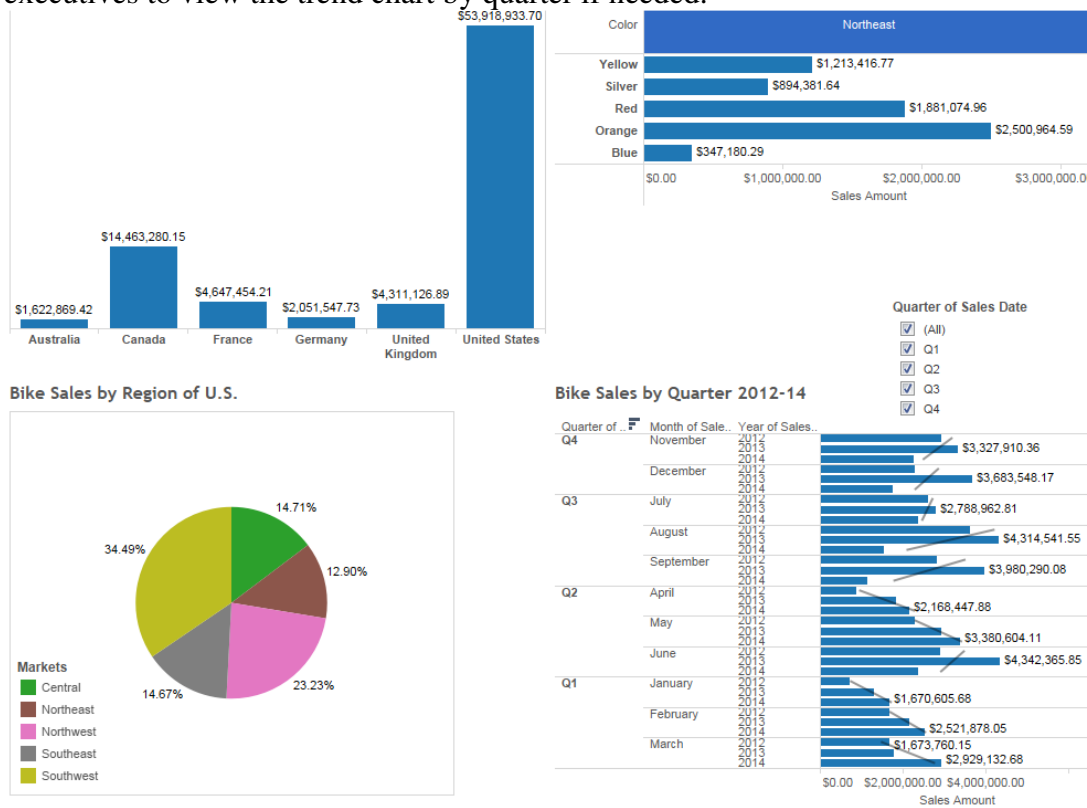 executives to view the trend chart by quarter if needed.
$53,918,933.70
$14,463,280.15
$4,647,454.21
$4,311,126.89
$2,051,547.73
$1,622,869.42
Australia Canada France Germany United Kingdom United States
Color Northeast
Yellow $1,213,416.77
Silver $894,381.64
Red $1,881,074.96
Orange $2,500,964.59
Blue $347,180.29
$0.00 $1,000,000.00 $2,000,000.00 $3,000,000.0
Sales Amount
Quarter of Sales Date
(All)
Q1
Q2
Q3
Q4
Bike Sales by Region of U.S.
14.71%
34.49%
12.90%
23.23%
14.67%
Markets
Central
Northeast
Northwest
Southeast
Southwest
Bike Sales by Quarter 2012-14
Quarter of .. Month of Sale.. Year of Sales..
Q4 November 2012
2013 $3,327,910.36
2014
December 2012
2013 $3,683,548.17
2014
Q3 July 2012
2013 $2,788,962.81
2014
August 2012
2013 $4,314,541.55
2014
September 2012
2013 $3,980,290.08
2014
Q2 April 2012
2013
2014 $2,168,447.88
May 2012
2013
2014 $3,380,604.11
June 2012
2013 $4,342,365.85
2014
Q1 January 2012
2013
2014 $1,670,605.68
February 2012
2013
2014 $2,521,878.05
March 2012 $1,673,760.15
2013
2014 $2,929,132.68
$0.00 $2,000,000.00 $4,000,000.00
Sales Amount